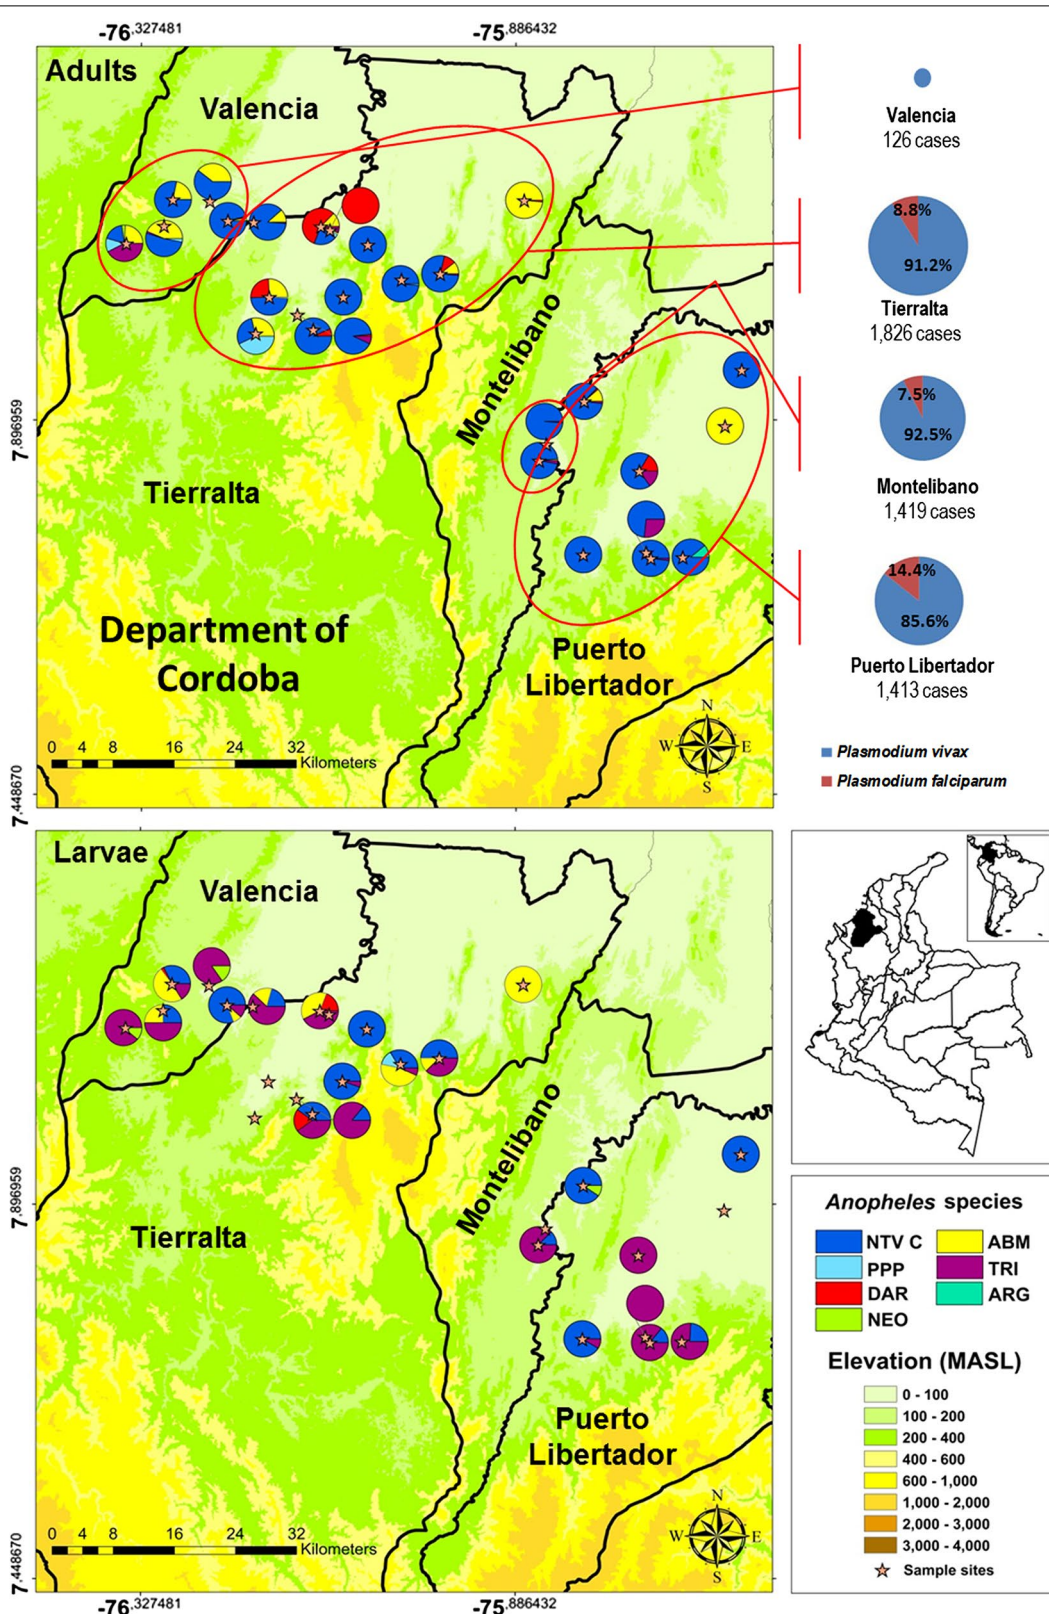 -76.327481
-75.886432
Adults
Valencia
Montelibano
Tierralta
Department of
Cordoba
Puerto
Libertador
7.896959
7.448670
0 4 8 16 24 32
Kilometers
N
W E
S
Valencia
126 cases
8.8%
91.2%
Tierralta
1,826 cases
7.5%
92.5%
Montelibano
1,419 cases
14.4%
85.6%
Puerto Libertador
1,413 cases
Plasmodium vivax
Plasmodium falciparum
Larvae
Valencia
Montelibano
Tierralta
Puerto
Libertador
7.896959
7.448670
0 4 8 16 24 32
Kilometers
N
W E
S
-76.327481
-75.886432
Anopheles species
NTV C
ABM
PPP
TRI
DAR
ARG
NEO
Elevation (MASL)
0 - 100
100 - 200
200 - 400
400 - 600
600 - 1,000
1,000 - 2,000
2,000 - 3,000
3,000 - 4,000
Sample sites